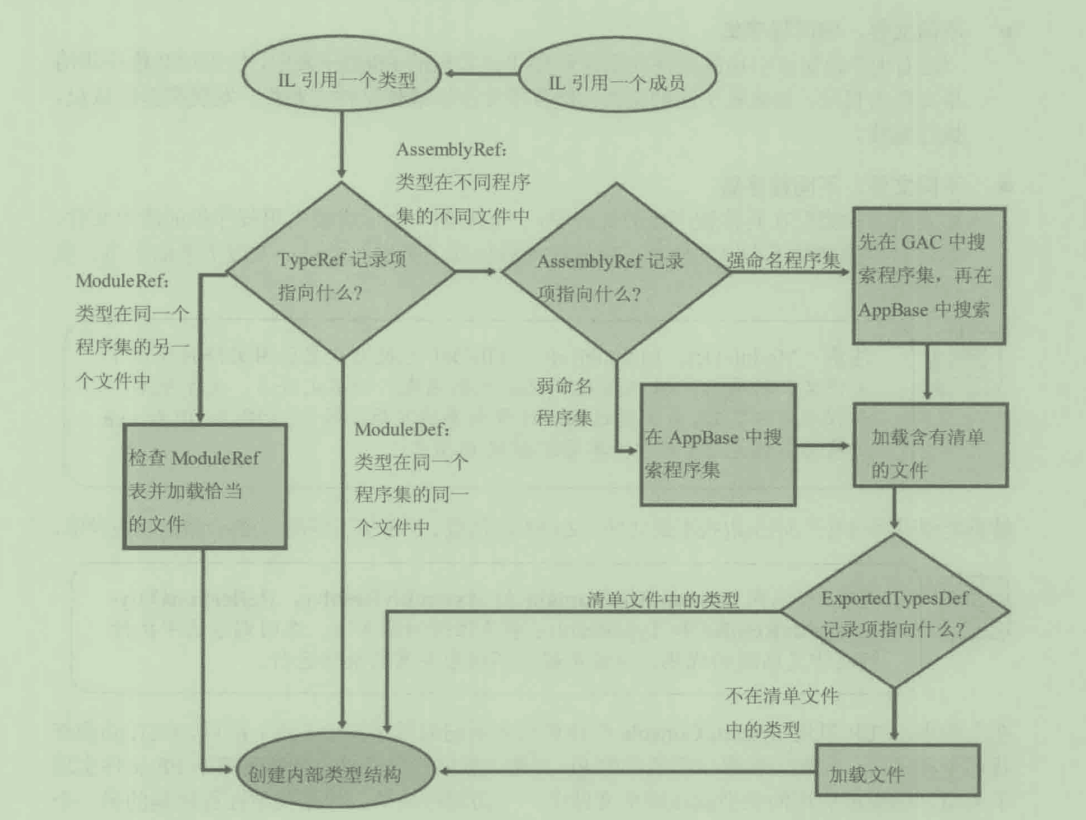 IL 引用一个类型
IL 引用一个成员
AssemblyRef:
类型在不同程序
集的不同文件中
TypeRef 记录项
指向什么?
AssemblyRef 记录
项指向什么?
强命名程序集
先在 GAC 中搜
索程序集，再在
AppBase 中搜索
ModuleRef:
类型在同一个
程序集的另一
个文件中
弱命名
程序集
ModuleDef:
类型在同一个
程序集的同一
个文件中
检查 ModuleRef
表并加载恰当
的文件
在 AppBase 中搜
索程序集
加载含有清单
的文件
清单文件中的类型
ExportedTypesDef
记录项指向什么?
不在清单文件
中的类型
创建内部类型结构
加载文件